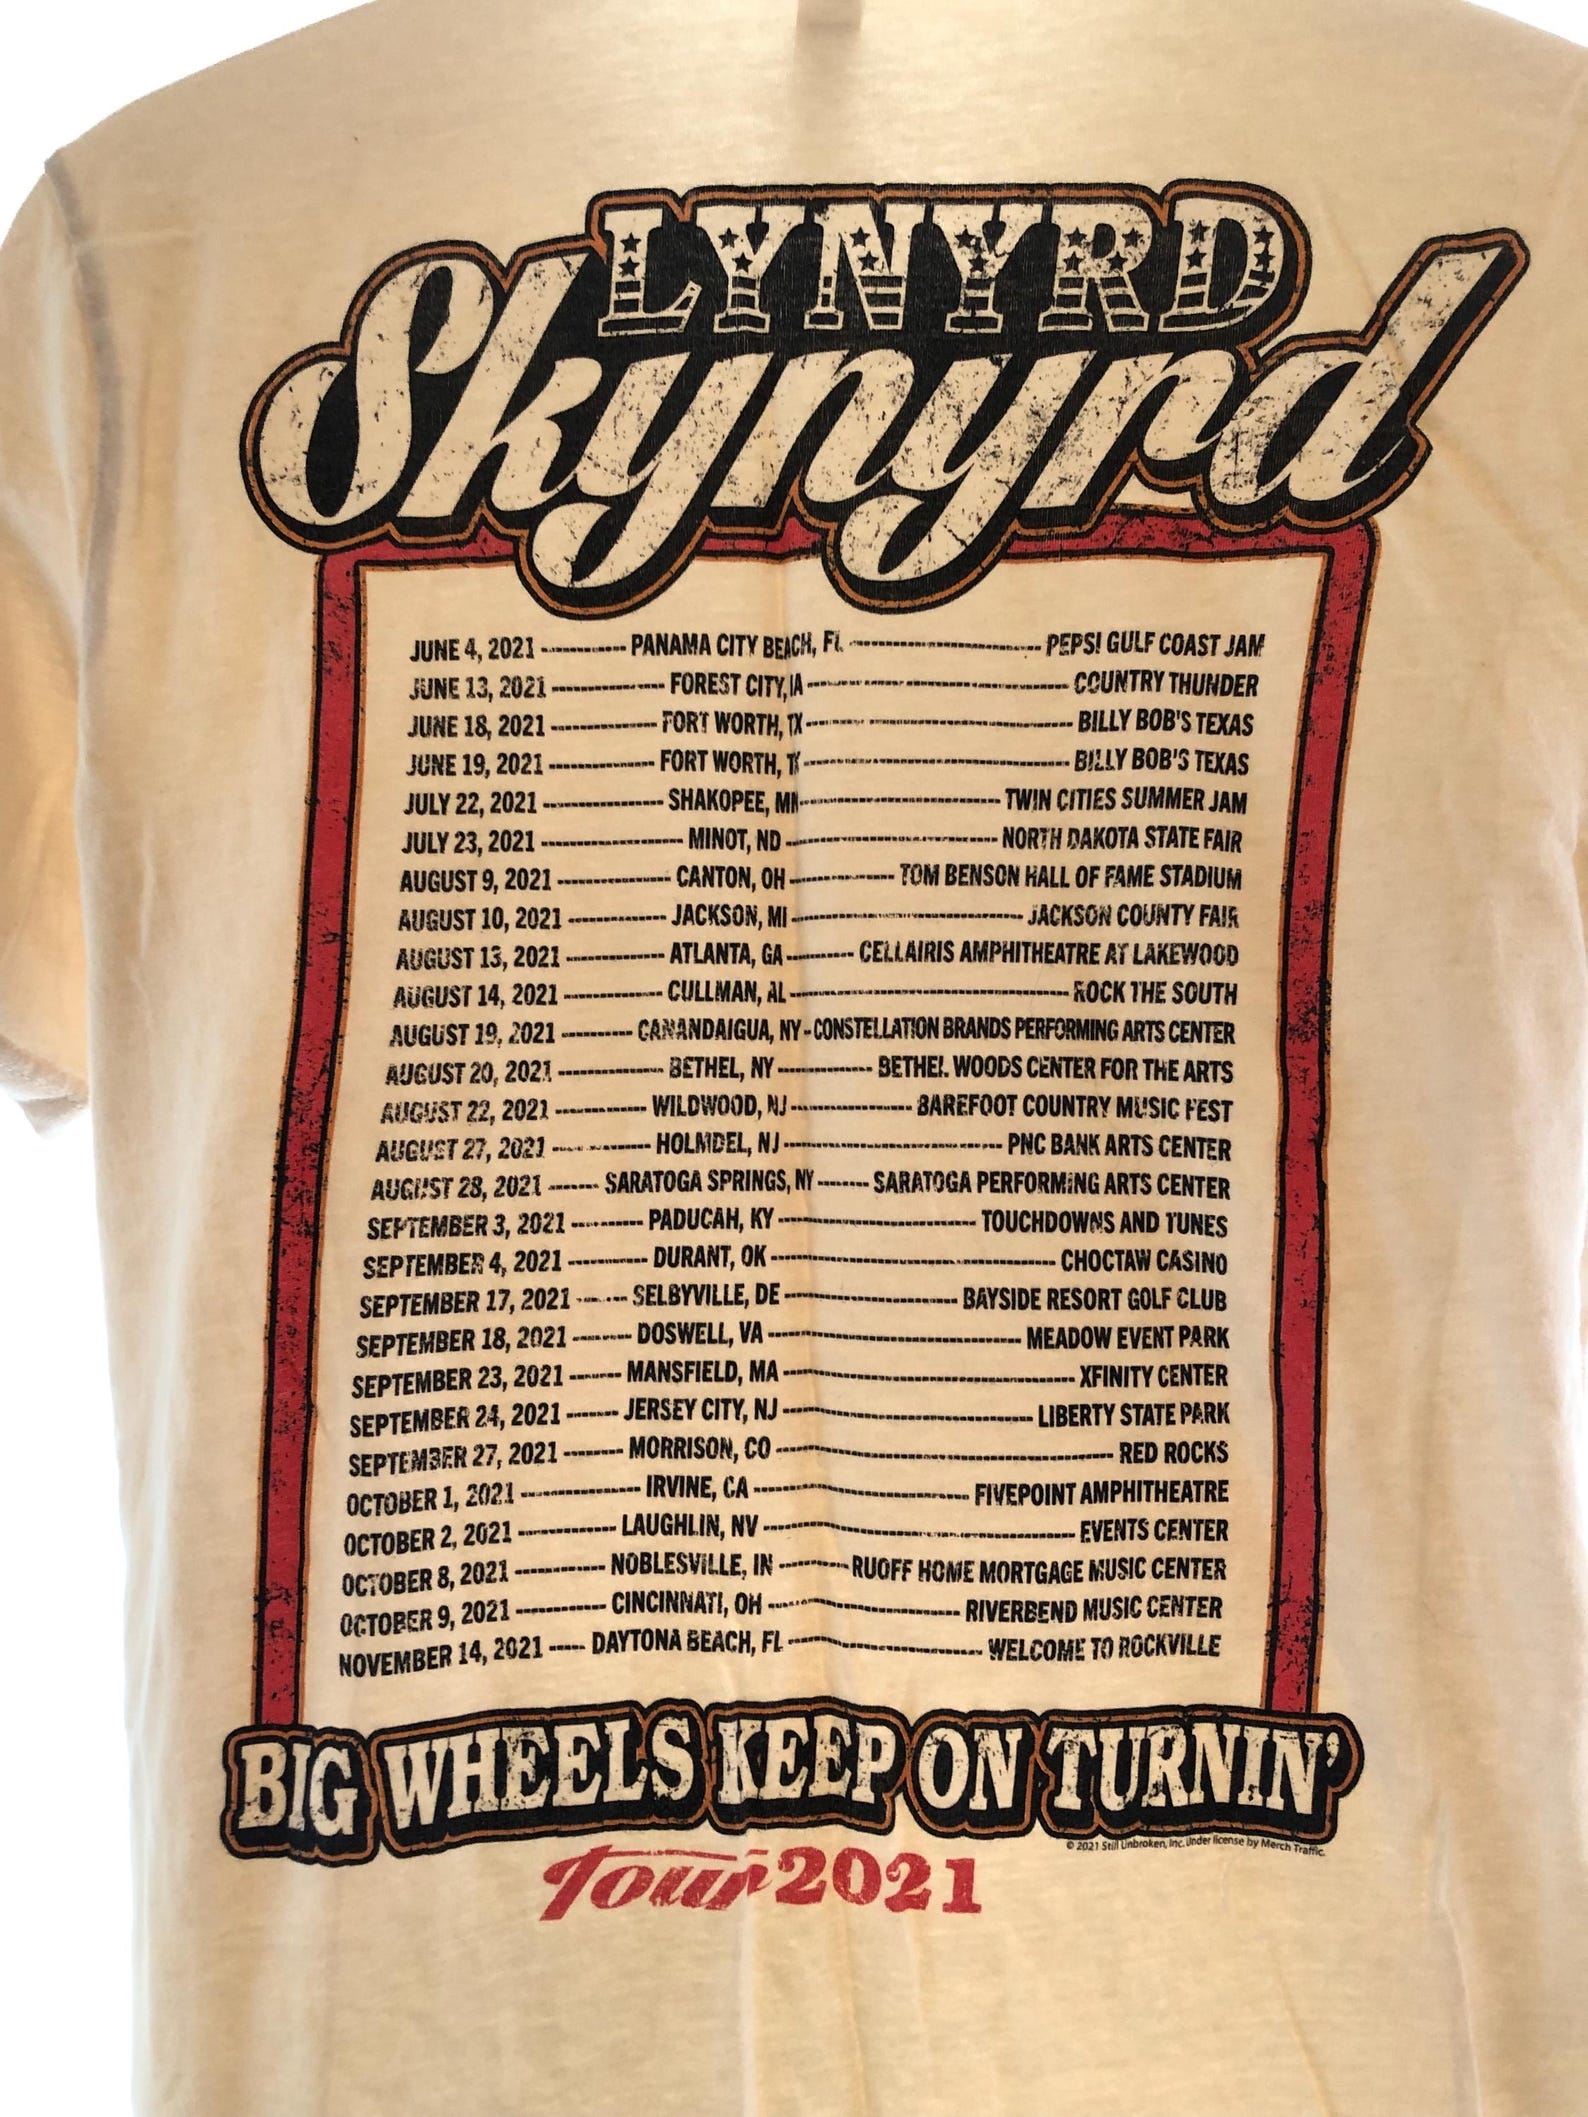 LYNYRD
Skynyrd
JUNE 4, 2021 ----------- PANAMA CITY BEACH, FL ------------------------- PEPSI GULF COAST JAM
JUNE 13, 2021 -------------- FOREST CITY, IA --------------------------------- COUNTRY THUNDER
JUNE 18, 2021 ------------- FORT WORTH, TX --------------------------------- BILLY BOB'S TEXAS
JUNE 19, 2021 ------------- FORT WORTH, TX --------------------------------- BILLY BOB'S TEXAS
JULY 22, 2021 --------------- SHAKOPEE, MN ------------------------- TWIN CITIES SUMMER JAM
JULY 23, 2021 ------------------ MINOT, ND --------------------------- NORTH DAKOTA STATE FAIR
AUGUST 9, 2021 -------------- CANTON, OH ------------- TOM BENSON HALL OF FAME STADIUM
AUGUST 10, 2021 ------------ JACKSON, MI ----------------------------- JACKSON COUNTY FAIR
AUGUST 13, 2021 ------------ ATLANTA, GA -------- CELLAIRIS AMPHITHEATRE AT LAKEWOOD
AUGUST 14, 2021 ------------ CULLMAN, AL ----------------------------------- ROCK THE SOUTH
AUGUST 19, 2021 --------- CANANDAIGUA, NY - CONSTELLATION BRANDS PERFORMING ARTS CENTER
AUGUST 20, 2021 ------------- BETHEL, NY ------------ BETHEL WOODS CENTER FOR THE ARTS
AUGUST 22, 2021 ----------- WILDWOOD, NJ --------------- BAREFOOT COUNTRY MUSIC FEST
AUGUST 27, 2021 ------------ HOLMDEL, NJ --------------------------- PNC BANK ARTS CENTER
AUGUST 28, 2021 ------ SARATOGA SPRINGS, NY ------ SARATOGA PERFORMING ARTS CENTER
SEPTEMBER 3, 2021 --------- PADUCAH, KY ------------------------ TOUCHDOWNS AND TUNES
SEPTEMBER 4, 2021 ---------- DURANT, OK ----------------------------------- CHOCTAW CASINO
SEPTEMBER 17, 2021 ------ SELBYVILLE, DE --------------------- BAYSIDE RESORT GOLF CLUB
SEPTEMBER 18, 2021 ------- DOSWELL, VA ------------------------------- MEADOW EVENT PARK
SEPTEMBER 23, 2021 ------ MANSFIELD, MA ------------------------------------ XFINITY CENTER
SEPTEMBER 24, 2021 ------ JERSEY CITY, NJ ------------------------------- LIBERTY STATE PARK
SEPTEMBER 27, 2021 ------- MORRISON, CO ----------------------------------------- RED ROCKS
OCTOBER 1, 2021 --------------- IRVINE, CA -------------------------- FIVEPOINT AMPHITHEATRE
OCTOBER 2, 2021 ------------ LAUGHLIN, NV -------------------------------------- EVENTS CENTER
OCTOBER 8, 2021 ----------- NOBLESVILLE, IN -------- RUOFF HOME MORTGAGE MUSIC CENTER
OCTOBER 9, 2021 ----------- CINCINNATI, OH ----------------------- RIVERBEND MUSIC CENTER
NOVEMBER 14, 2021 ----- DAYTONA BEACH, FL ------------------------ WELCOME TO ROCKVILLE
BIG WHEELS KEEP ON TURNIN'
© 2021 Still Unbroken, Inc. Under license by Merch Traffic.
Tour 2021